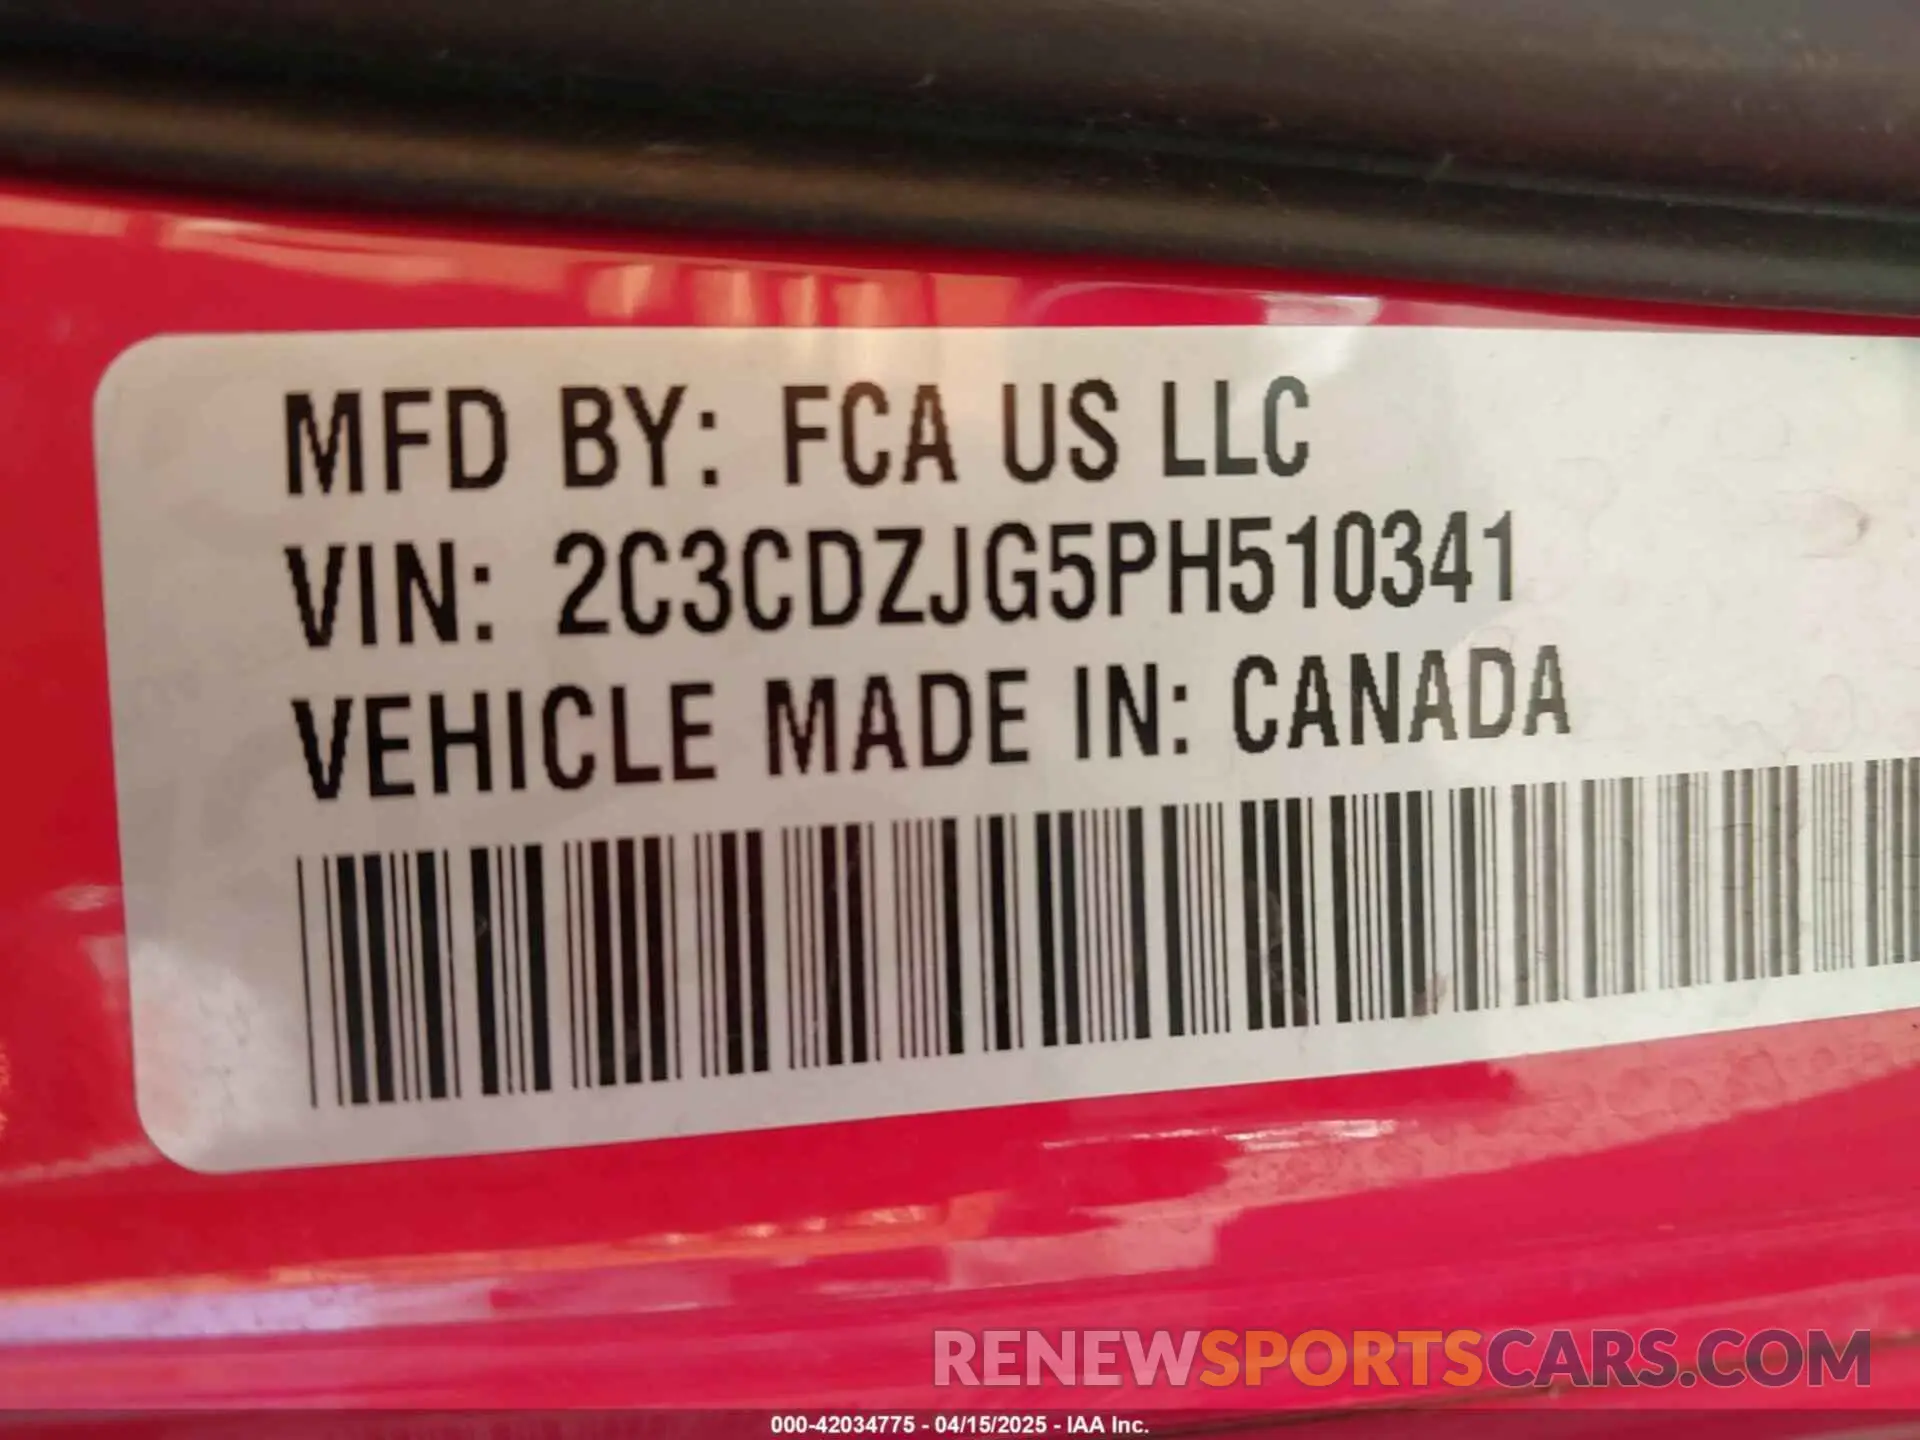 MFD BY: FCA US LLC
VIN: 2C3CDZJG5PH510341
VEHICLE MADE IN: CANADA
RENEWSPORTSCARS.COM
000-42034775 - 04/15/2025 - IAA Inc.